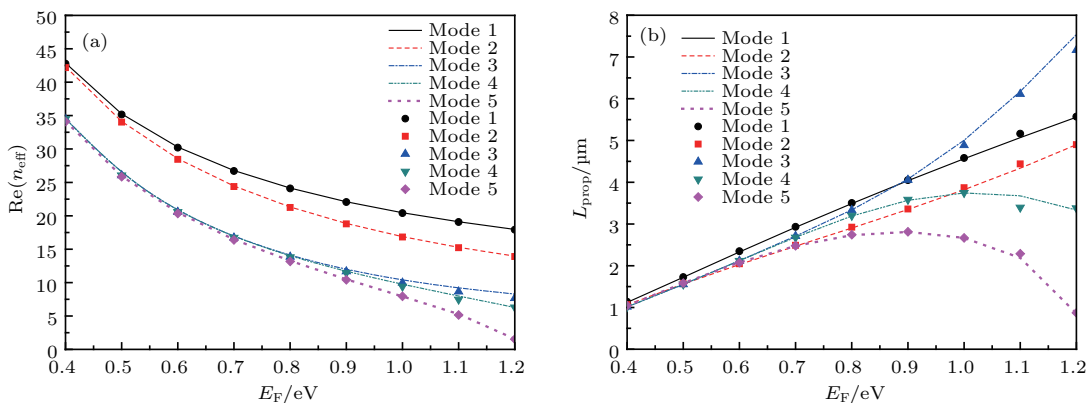 (a)
Mode 1
Mode 2
Mode 3
Mode 4
Mode 5
Mode 1
Mode 2
Mode 3
Mode 4
Mode 5
50
45
40
35
30
25
20
15
10
5
0
Re(neff)
0.4 0.5 0.6 0.7 0.8 0.9 1.0 1.1 1.2
EF/eV
(b)
Mode 1
Mode 2
Mode 3
Mode 4
Mode 5
Mode 1
Mode 2
Mode 3
Mode 4
Mode 5
8
7
6
5
4
3
2
1
0
Lprop/μm
0.4 0.5 0.6 0.7 0.8 0.9 1.0 1.1 1.2
EF/eV